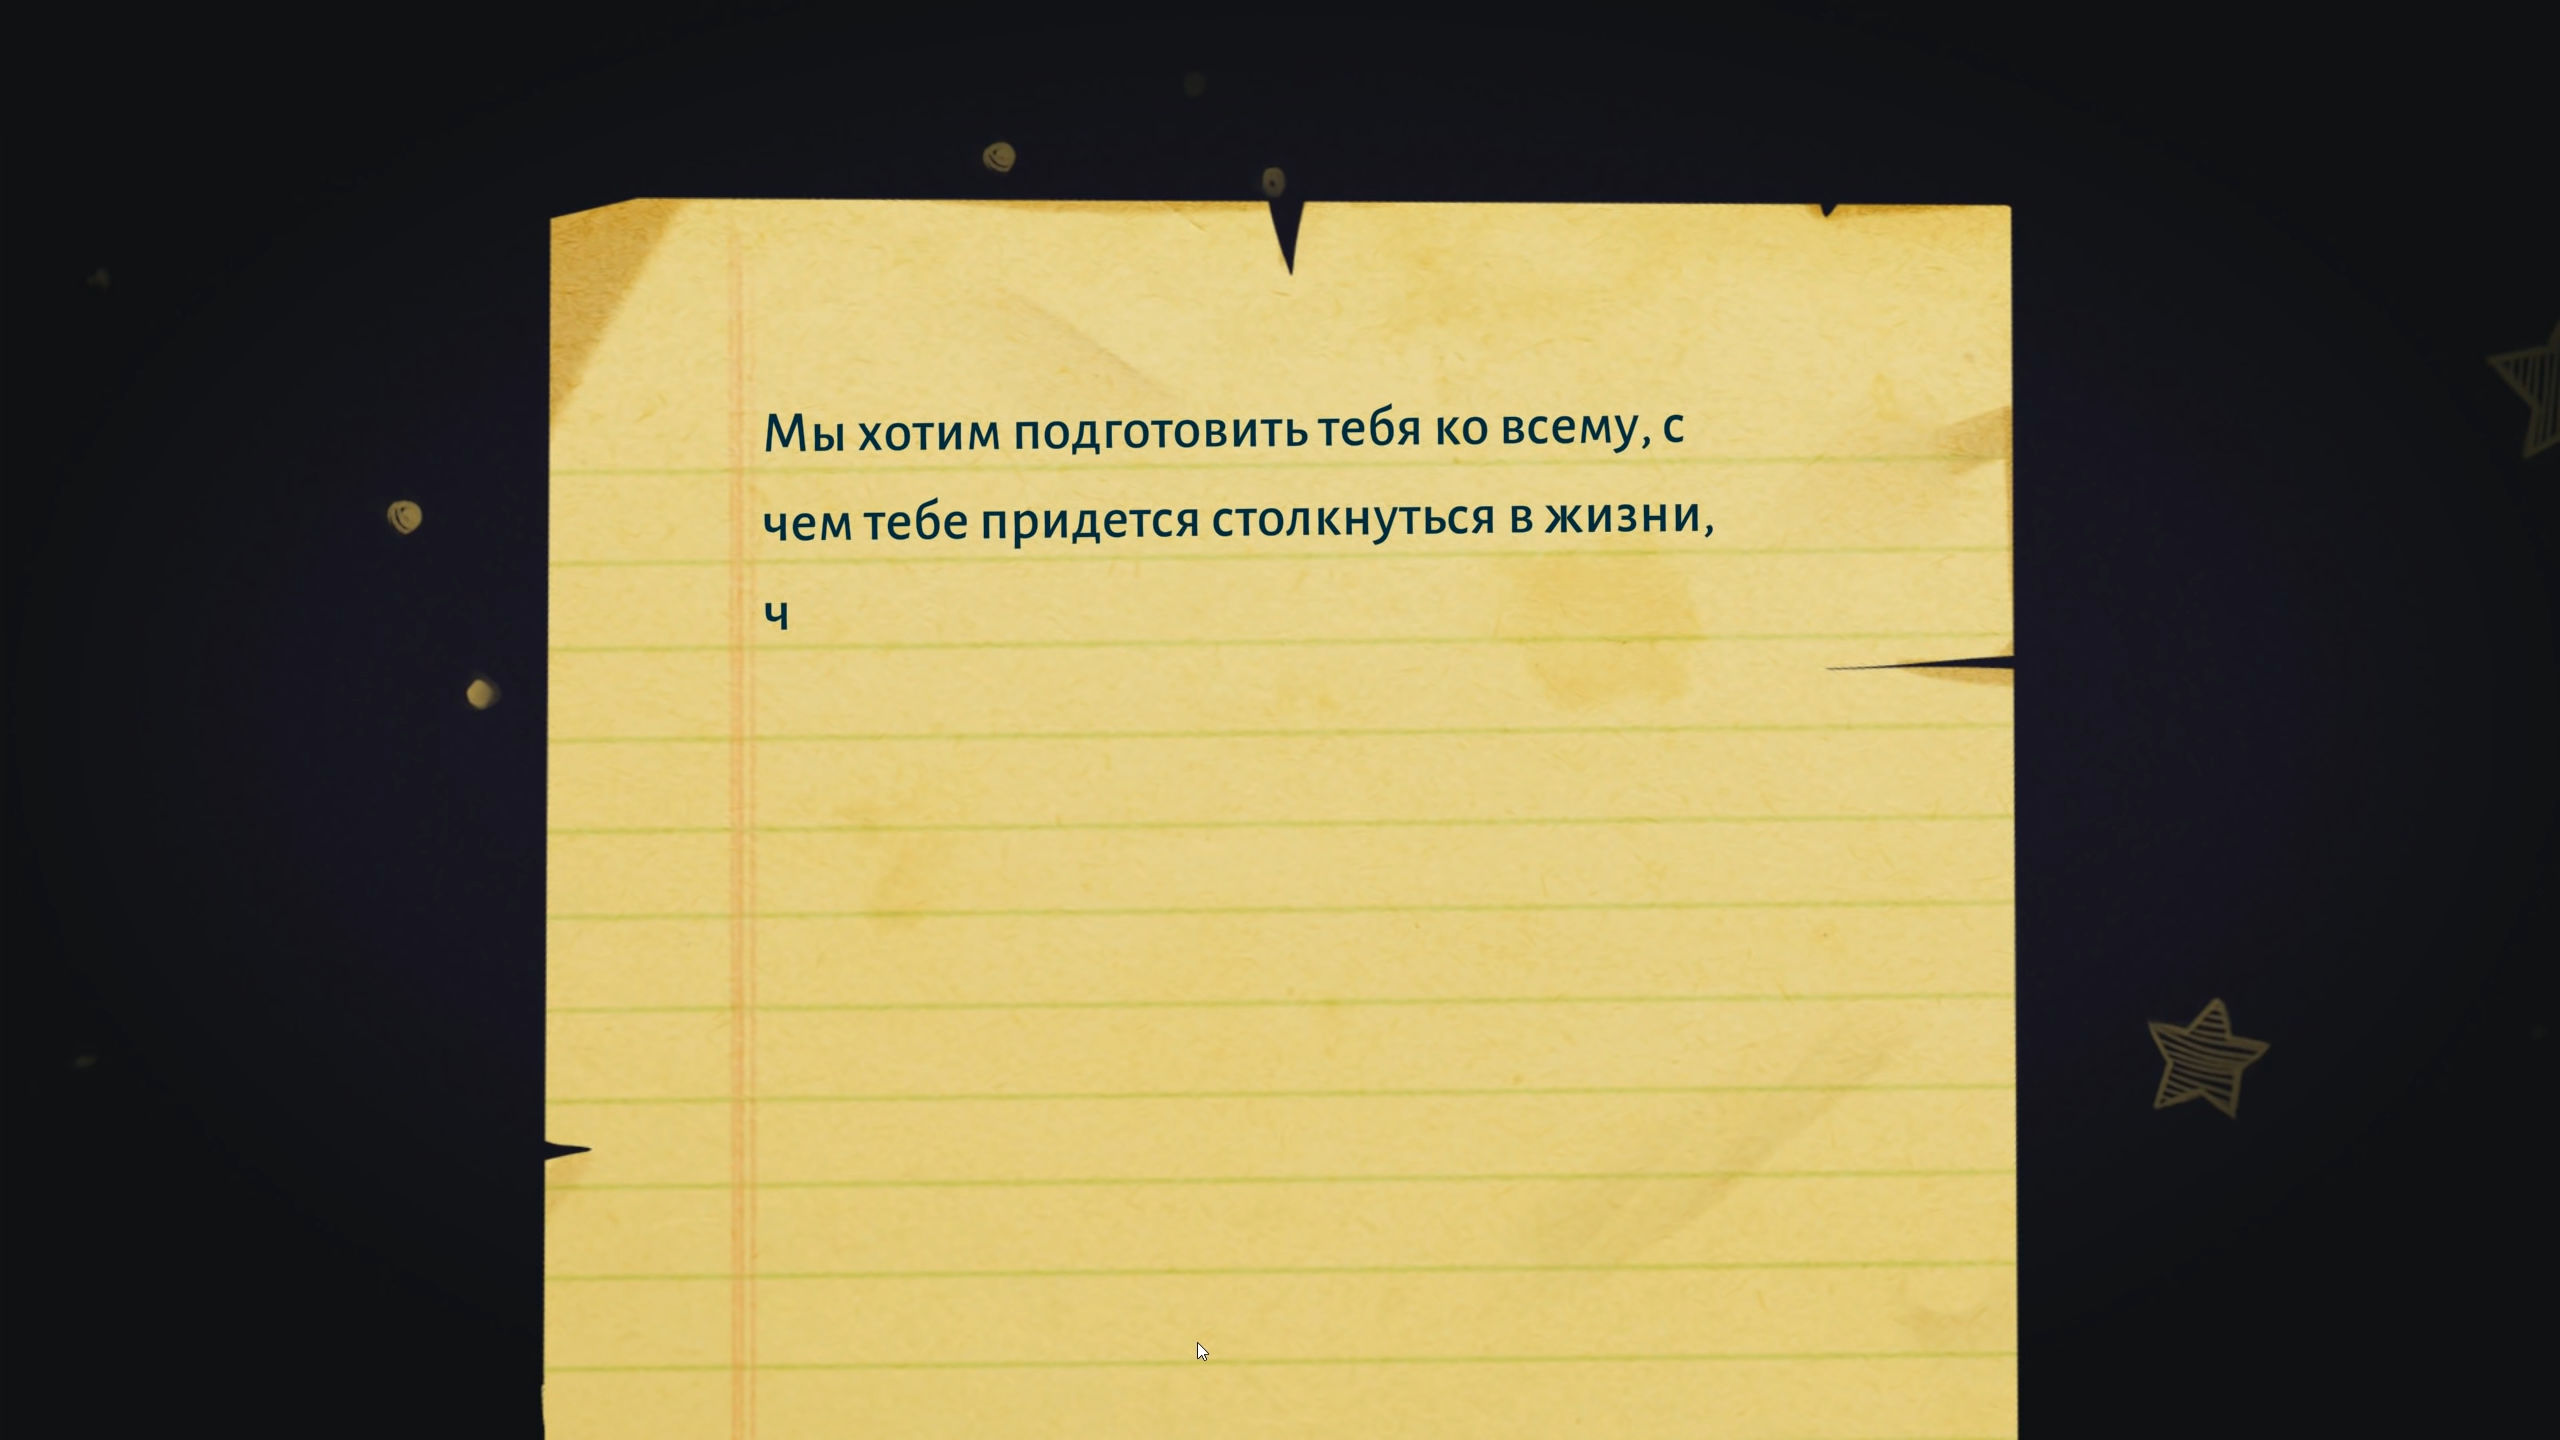 Мы хотим подготовить тебя ко всему, с
чем тебе придется столкнуться в жизни,
ч